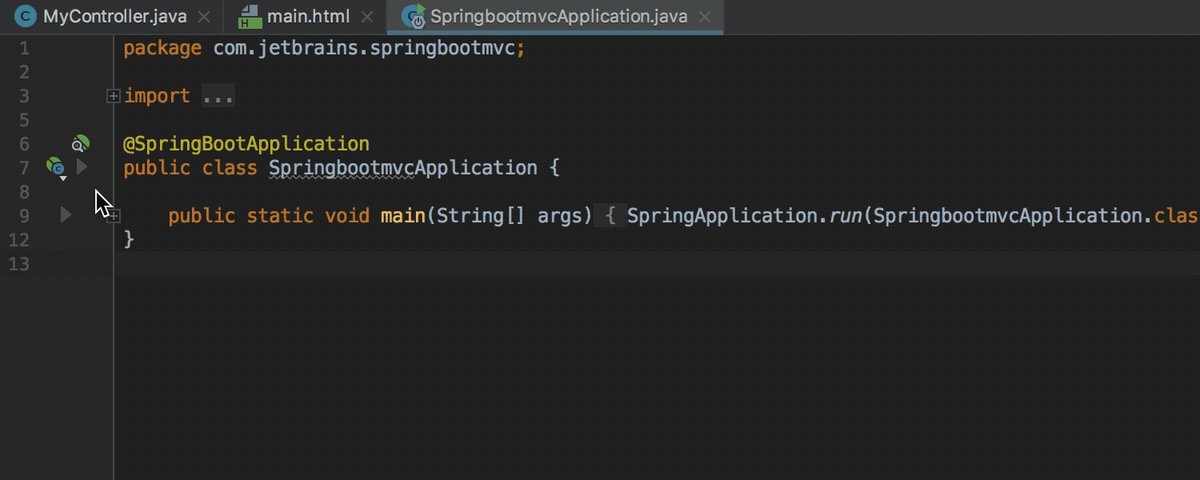 MyController.java main.html SpringbootmvcApplication.java
1 package com.jetbrains.springbootmvc;
2
3 import ...
5
6 @SpringBootApplication
7 public class SpringbootmvcApplication {
8
9 public static void main(String[] args) { SpringApplication.run(SpringbootmvcApplication.clas
12 }
13